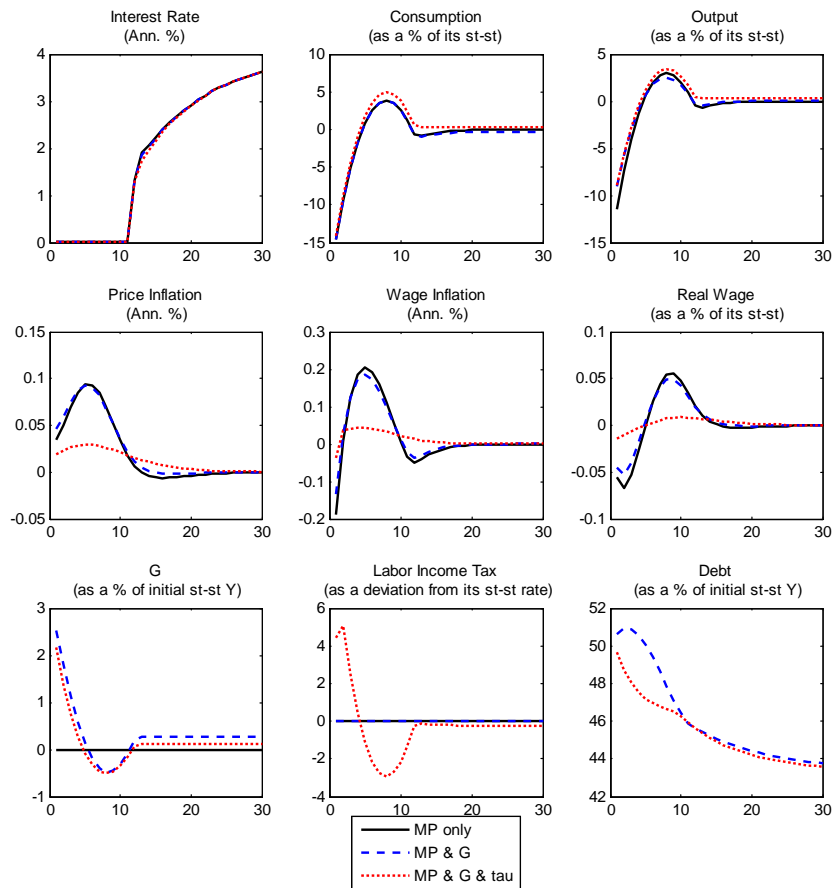 Interest Rate
(Ann. %)
4
3
2
1
0
0 10 20 30
Consumption
(as a % of its st-st)
10
5
0
-5
-10
-15
0 10 20 30
Output
(as a % of its st-st)
5
0
-5
-10
-15
0 10 20 30
Price Inflation
(Ann. %)
0.15
0.1
0.05
0
-0.05
0 10 20 30
Wage Inflation
(Ann. %)
0.3
0.2
0.1
0
-0.1
-0.2
0 10 20 30
Real Wage
(as a % of its st-st)
0.1
0.05
0
-0.05
-0.1
0 10 20 30
G
(as a % of initial st-st Y)
3
2
1
0
-1
0 10 20 30
Labor Income Tax
(as a deviation from its st-st rate)
6
4
2
0
-2
-4
0 10 20 30
Debt
(as a % of initial st-st Y)
52
50
48
46
44
42
0 10 20 30
MP only
MP & G
MP & G & tau